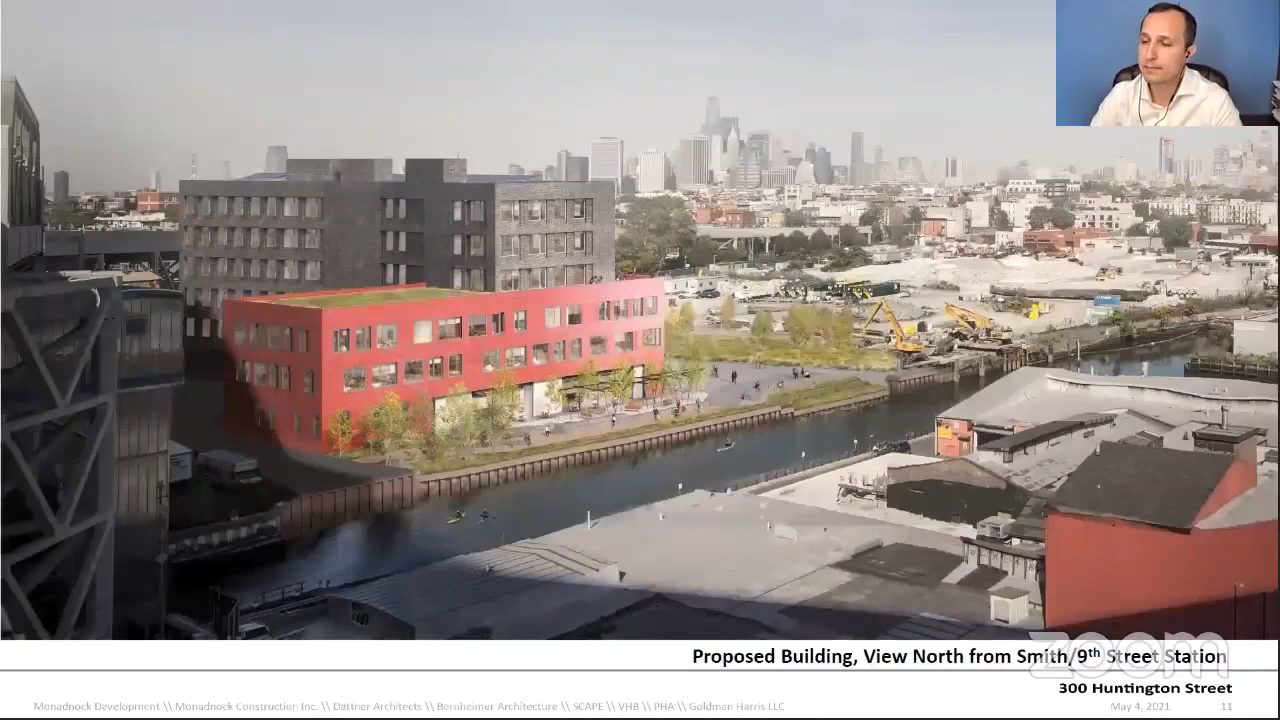 Proposed Building, View North from Smith/9th Street Station
zoom
300 Huntington Street
Monadnock Development \\ Monadnock Construction Inc. \\ Dattner Architects \\ Bernheimer Architecture \\ SCAPE \\ VHB \\ PHA \\ Goldman Harris LLC
May 4, 2021 11